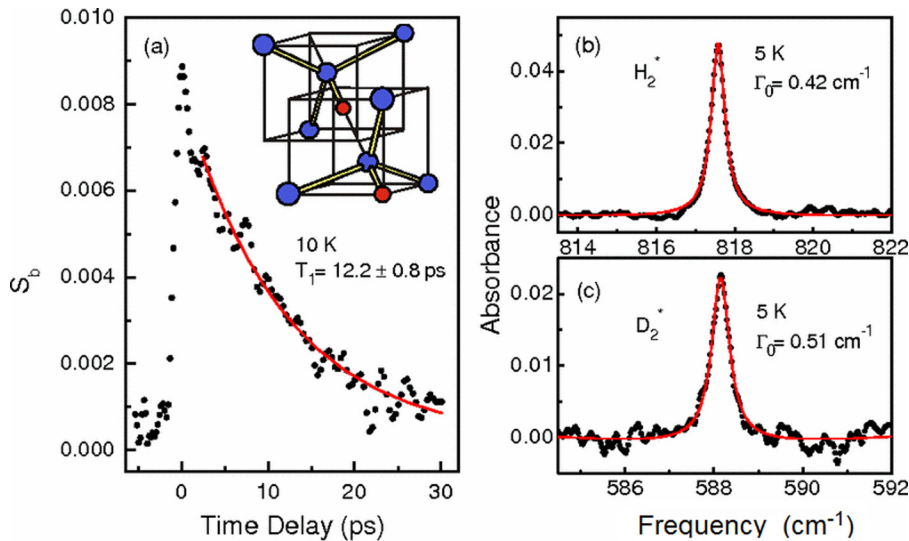 (a)
0.010
0.008
0.006
0.004
0.002
0.000
S_b
10 K
T₁= 12.2 ± 0.8 ps
0 10 20 30
Time Delay (ps)
(b)
H₂*
5 K
Γ₀= 0.42 cm⁻¹
0.04
0.02
0.00
814 816 818 820 822
Absorbance
(c)
D₂*
5 K
Γ₀= 0.51 cm⁻¹
0.02
0.01
0.00
586 588 590 592
Frequency (cm⁻¹)